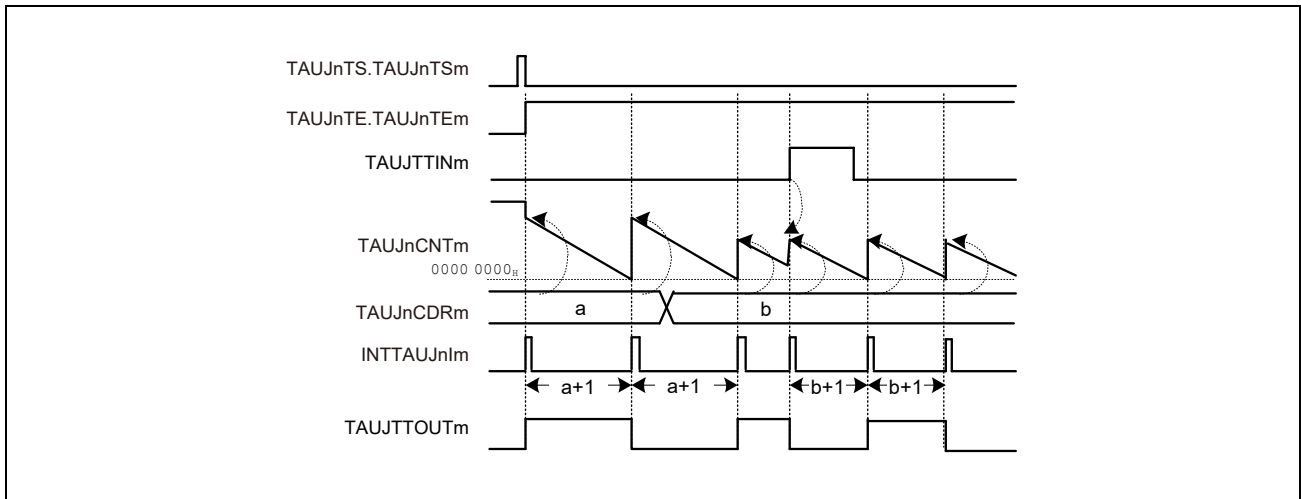 TAUJnTS.TAUJnTSm
TAUJnTE.TAUJnTEm
TAUJTTINm
TAUJnCNTm
0000 0000H
TAUJnCDRm
a
b
INTTAUJnIm
a+1
a+1
b+1
b+1
TAUJTTOUTm